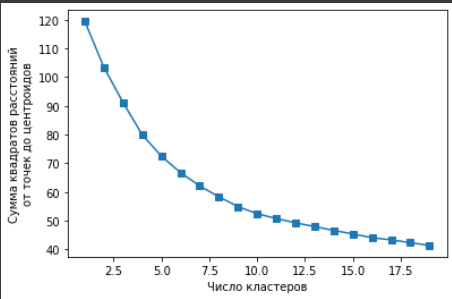 120
110
100
90
80
70
60
50
40
Сумма квадратов расстояний
от точек до центроидов
2.5 5.0 7.5 10.0 12.5 15.0 17.5
Число кластеров